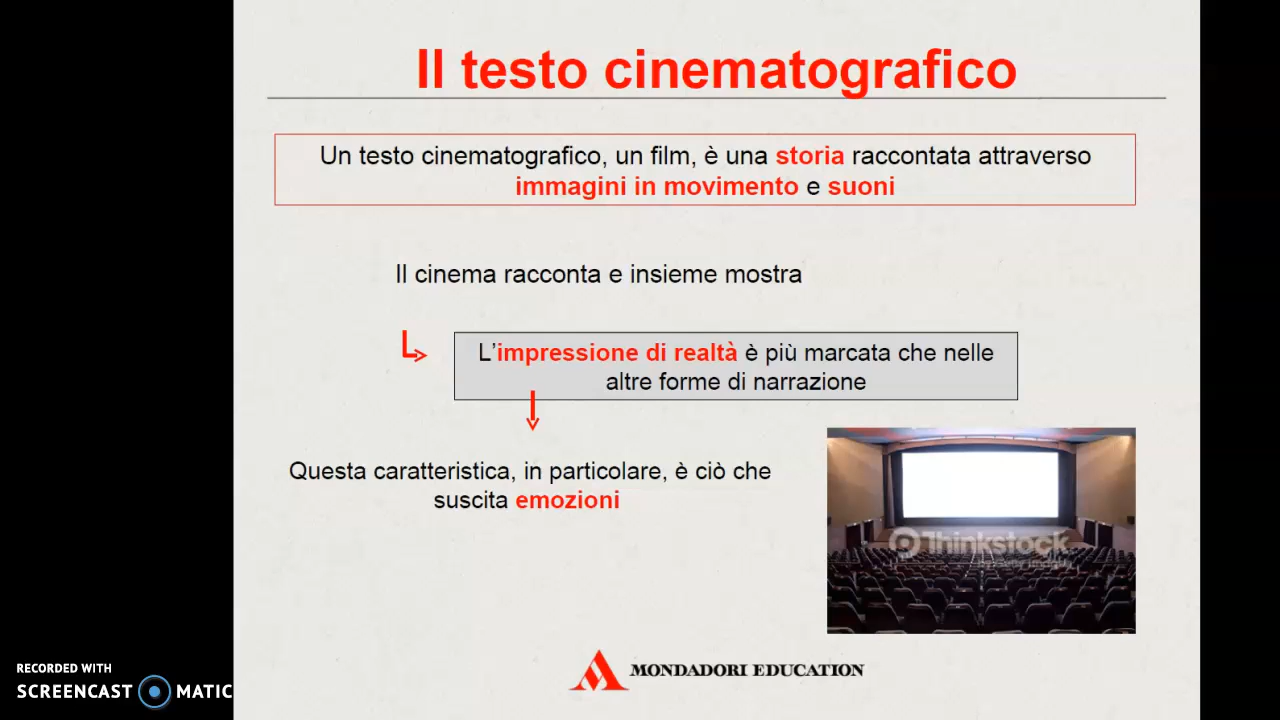 Il testo cinematografico
Un testo cinematografico, un film, è una storia raccontata attraverso
immagini in movimento e suoni
Il cinema racconta e insieme mostra
L'impressione di realtà è più marcata che nelle
altre forme di narrazione
Questa caratteristica, in particolare, è ciò che
suscita emozioni
Thinkstock
MONDADORI EDUCATION
RECORDED WITH
SCREENCAST MATIC